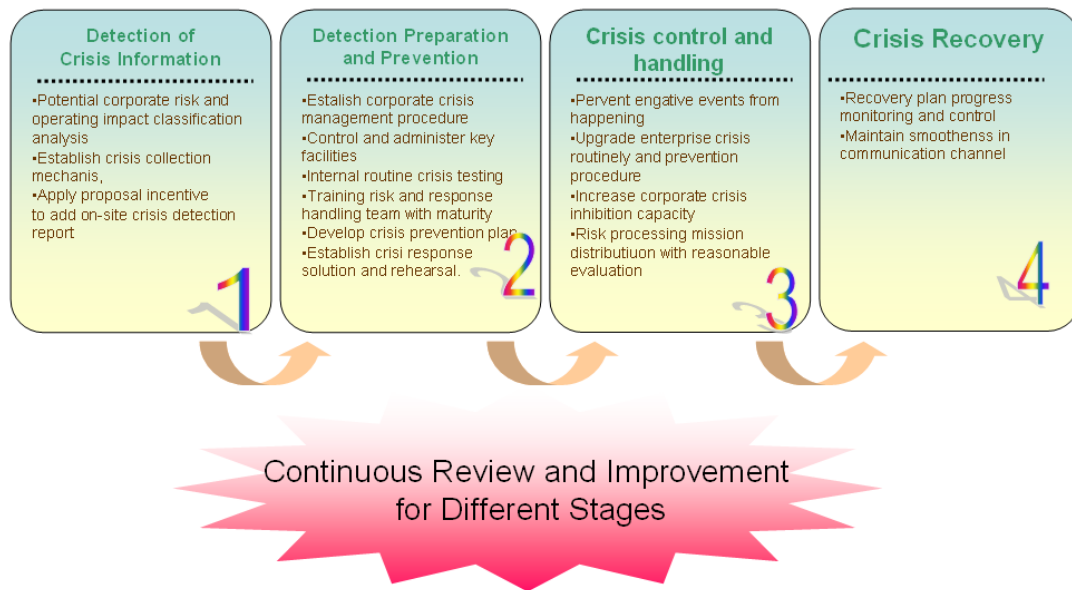 Detection of
Crisis Information
▪Potential corporate risk and
operating impact classification
analysis
▪Establish crisis collection
mechanis,
▪Apply proposal incentive
to add on-site crisis detection
report
1
Detection Preparation
and Prevention
▪Estalish corporate crisis
management procedure
▪Control and administer key
facilities
▪Internal routine crisis testing
▪Training risk and response
handling team with maturity
▪Develop crisis prevention plan
▪Establish crisi response
solution and rehearsal.
2
Crisis control and
handling
▪Pervent engative events from
happening
▪Upgrade enterprise crisis
routinely and prevention
procedure
▪Increase corporate crisis
inhibition capacity
▪Risk processing mission
distributiuon with reasonable
evaluation
3
Crisis Recovery
▪Recovery plan progress
monitoring and control
▪Maintain smoothenss in
communication channel
4
Continuous Review and Improvement
for Different Stages